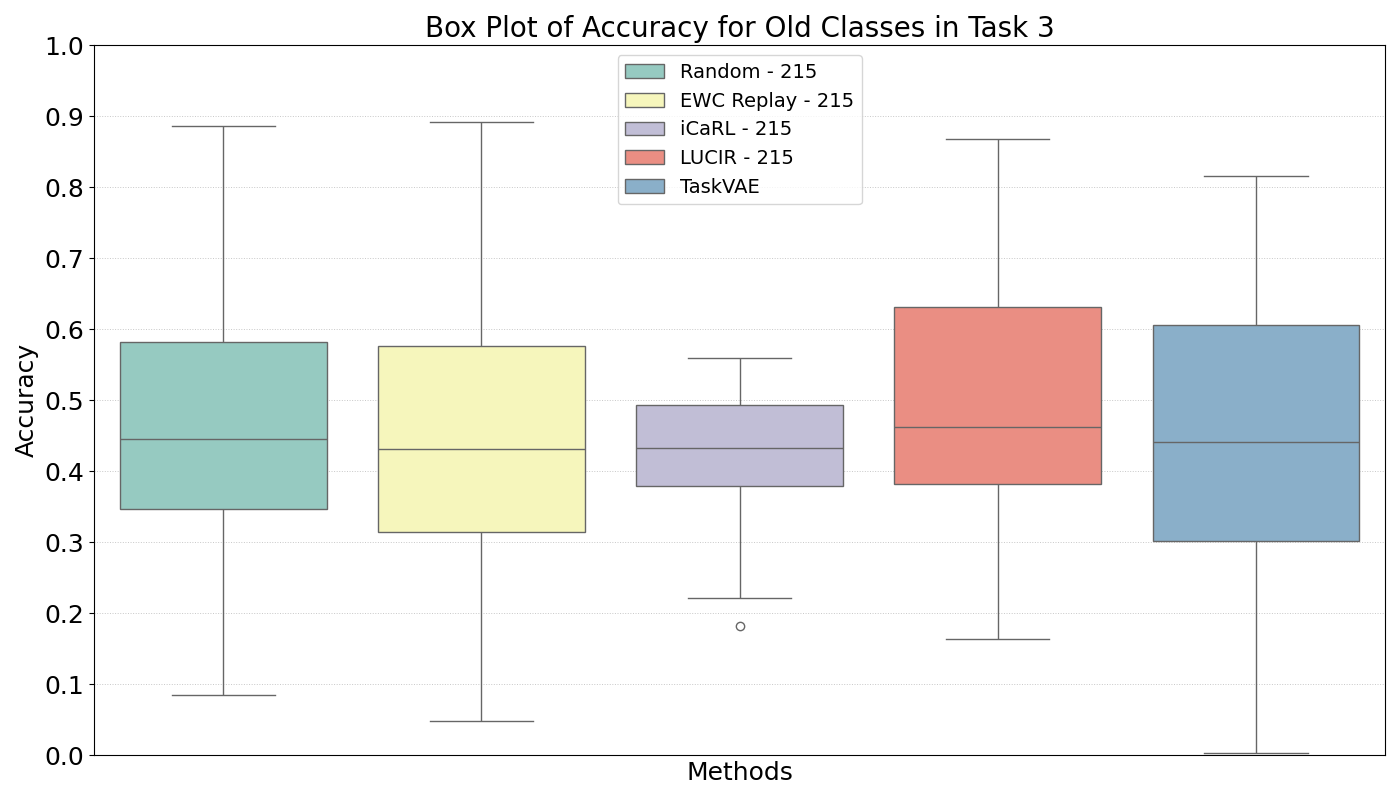 Box Plot of Accuracy for Old Classes in Task 3
1.0
0.9
0.8
0.7
0.6
0.5
0.4
0.3
0.2
0.1
0.0
Accuracy
Random - 215
EWC Replay - 215
iCaRL - 215
LUCIR - 215
TaskVAE
Methods